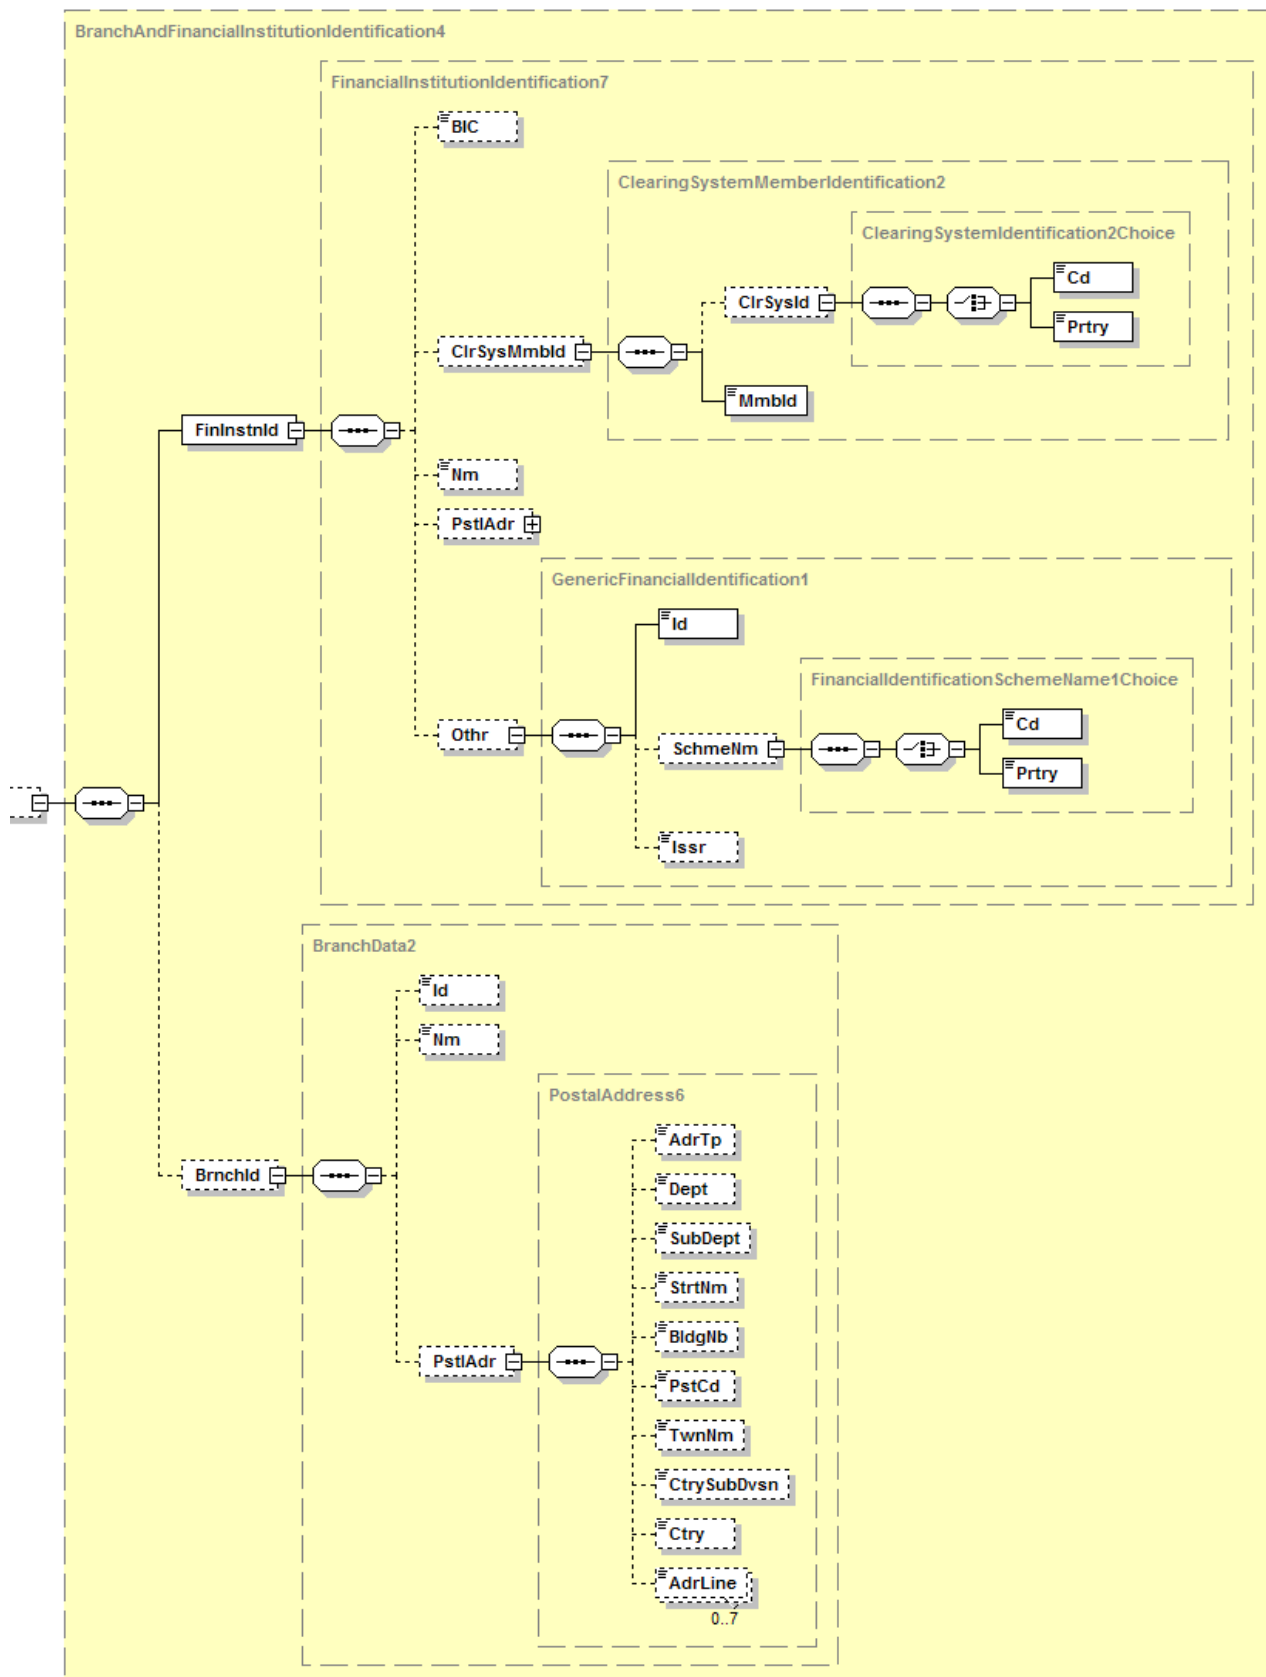 BranchAndFinancialInstitutionIdentification4
FinancialInstitutionIdentification7
BIC
ClearingSystemMemberIdentification2
ClearingSystemIdentification2Choice
Cd
ClrSysId
Prtry
ClrSysMmbId
MmbId
FinInstnId
Nm
PstlAdr
GenericFinancialIdentification1
Id
FinancialIdentificationSchemeName1Choice
Cd
Othr
SchmeNm
Prtry
Issr
BranchData2
Id
Nm
PostalAddress6
AdrTp
BrnchId
Dept
SubDept
StrtNm
BldgNb
PstlAdr
PstCd
TwnNm
CtrySubDvsn
Ctry
AdrLine
0..7